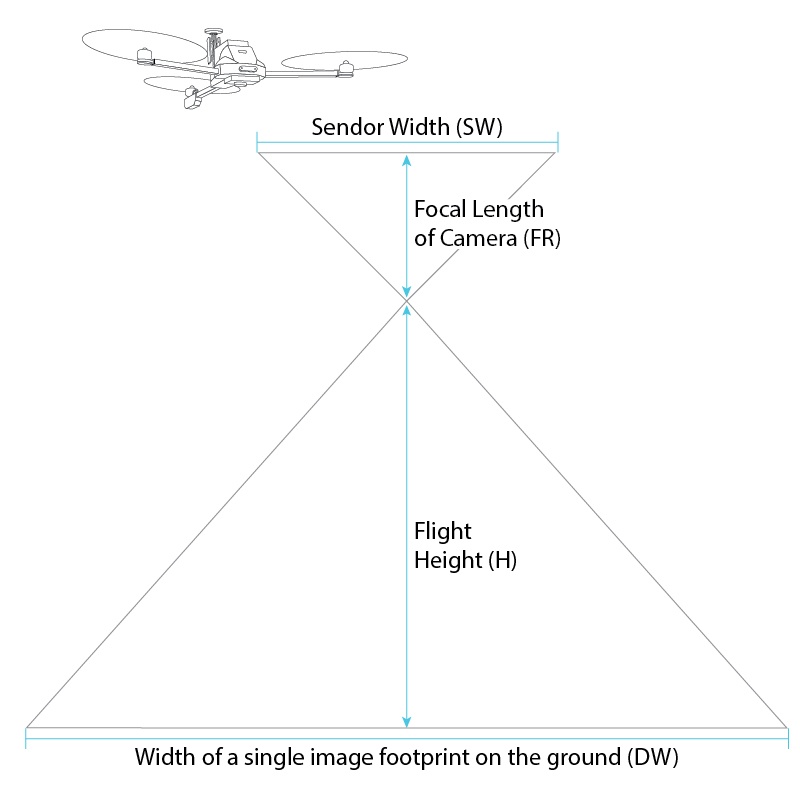 Sendor Width (SW)
Focal Length
of Camera (FR)
Flight
Height (H)
Width of a single image footprint on the ground (DW)